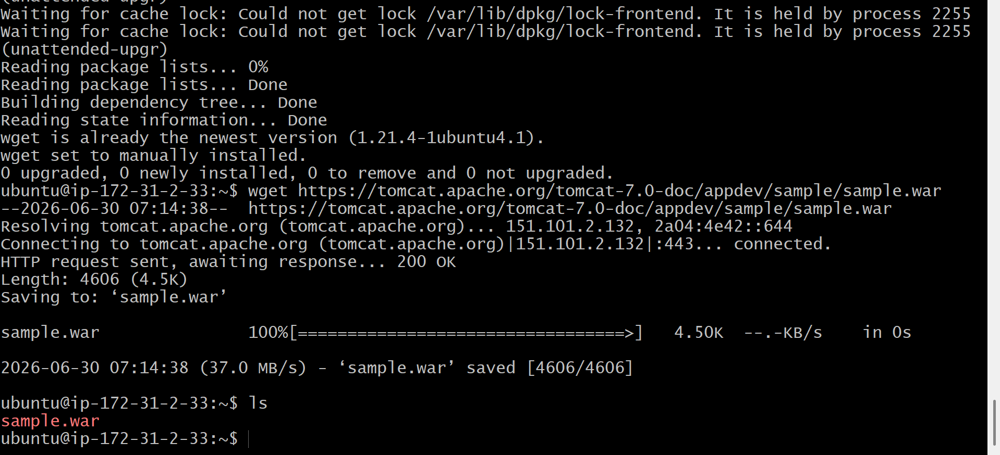 (unattended-upgr)
Waiting for cache lock: Could not get lock /var/lib/dpkg/lock-frontend. It is held by process 2255
Waiting for cache lock: Could not get lock /var/lib/dpkg/lock-frontend. It is held by process 2255
(unattended-upgr)
Reading package lists... 0%
Reading package lists... Done
Building dependency tree... Done
Reading state information... Done
wget is already the newest version (1.21.4-1ubuntu4.1).
wget set to manually installed.
0 upgraded, 0 newly installed, 0 to remove and 0 not upgraded.
ubuntu@ip-172-31-2-33:~$ wget https://tomcat.apache.org/tomcat-7.0-doc/appdev/sample/sample.war
--2026-06-30 07:14:38--  https://tomcat.apache.org/tomcat-7.0-doc/appdev/sample/sample.war
Resolving tomcat.apache.org (tomcat.apache.org)... 151.101.2.132, 2a04:4e42::644
Connecting to tomcat.apache.org (tomcat.apache.org)|151.101.2.132|:443... connected.
HTTP request sent, awaiting response... 200 OK
Length: 4606 (4.5K)
Saving to: ‘sample.war’
sample.war               100%[=================================>]   4.50K  --.-KB/s    in 0s
2026-06-30 07:14:38 (37.0 MB/s) - ‘sample.war’ saved [4606/4606]
ubuntu@ip-172-31-2-33:~$ ls
sample.war
ubuntu@ip-172-31-2-33:~$